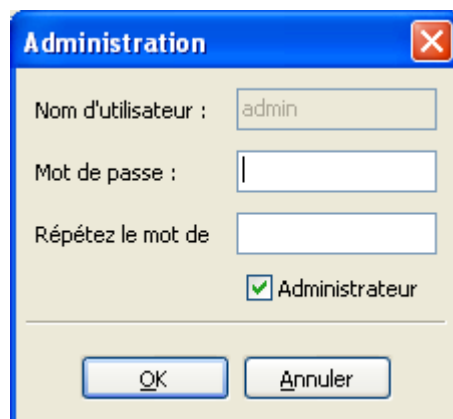 Administration
Nom d'utilisateur : admin
Mot de passe :
Répétez le mot de
Administrateur
OK Annuler